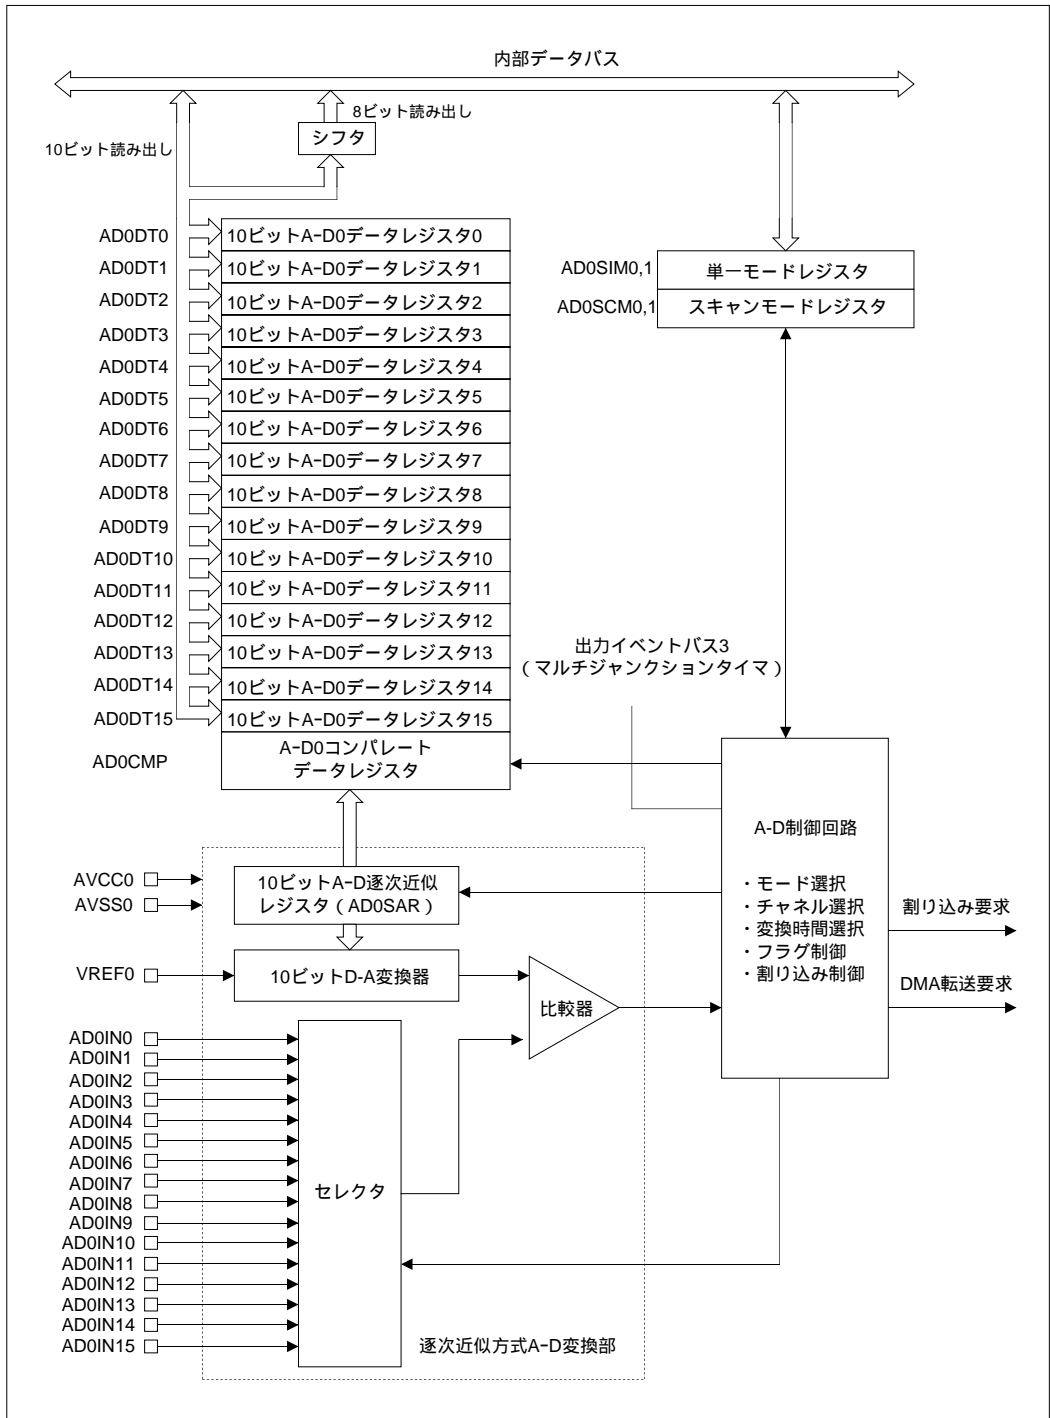 内部データバス
8ビット読み出し
シフタ
10ビット読み出し
AD0DT0 10ビットA-D0データレジスタ0
AD0DT1 10ビットA-D0データレジスタ1
AD0DT2 10ビットA-D0データレジスタ2
AD0DT3 10ビットA-D0データレジスタ3
AD0DT4 10ビットA-D0データレジスタ4
AD0DT5 10ビットA-D0データレジスタ5
AD0DT6 10ビットA-D0データレジスタ6
AD0DT7 10ビットA-D0データレジスタ7
AD0DT8 10ビットA-D0データレジスタ8
AD0DT9 10ビットA-D0データレジスタ9
AD0DT10 10ビットA-D0データレジスタ10
AD0DT11 10ビットA-D0データレジスタ11
AD0DT12 10ビットA-D0データレジスタ12
AD0DT13 10ビットA-D0データレジスタ13
AD0DT14 10ビットA-D0データレジスタ14
AD0DT15 10ビットA-D0データレジスタ15
AD0CMP A-D0コンパレート
データレジスタ
AD0SIM0,1 単一モードレジスタ
AD0SCM0,1 スキャンモードレジスタ
出力イベントバス3
（マルチジャンクションタイマ）
A-D制御回路
・モード選択
・チャネル選択
・変換時間選択
・フラグ制御
・割り込み制御
割り込み要求
DMA転送要求
AVCC0
AVSS0
10ビットA-D逐次近似
レジスタ（AD0SAR）
VREF0
10ビットD-A変換器
比較器
AD0IN0
AD0IN1
AD0IN2
AD0IN3
AD0IN4
AD0IN5
AD0IN6
AD0IN7
AD0IN8
AD0IN9
AD0IN10
AD0IN11
AD0IN12
AD0IN13
AD0IN14
AD0IN15
セレクタ
逐次近似方式A-D変換部